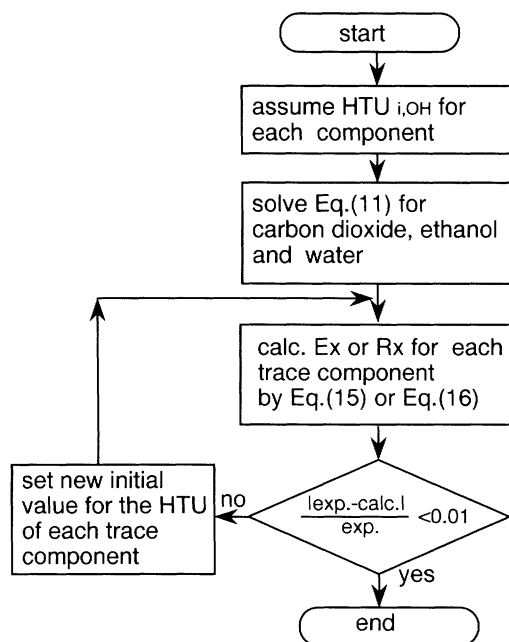 start
assume HTU i,OH for
each component
solve Eq.(11) for
carbon dioxide, ethanol
and water
calc. Ex or Rx for each
trace component
by Eq.(15) or Eq.(16)
set new initial
value for the HTU
of each trace
component
no
|exp.-calc.|
exp.
<0.01
yes
end